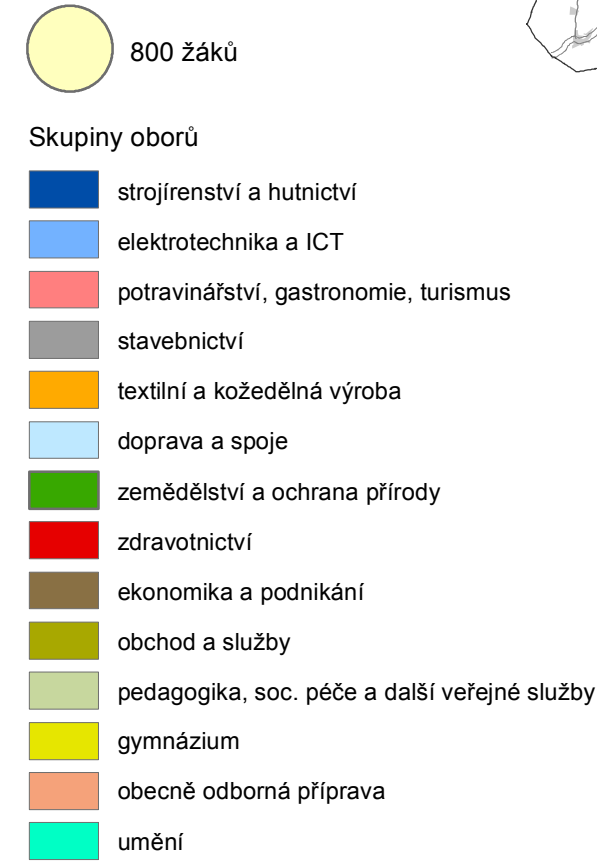 800 žáků
Skupiny oborů
strojírenství a hutnictví
elektrotechnika a ICT
potravinářství, gastronomie, turismus
stavebnictví
textilní a kožedělná výroba
doprava a spoje
zemědělství a ochrana přírody
zdravotnictví
ekonomika a podnikání
obchod a služby
pedagogika, soc. péče a další veřejné služby
gymnázium
obecně odborná příprava
umění